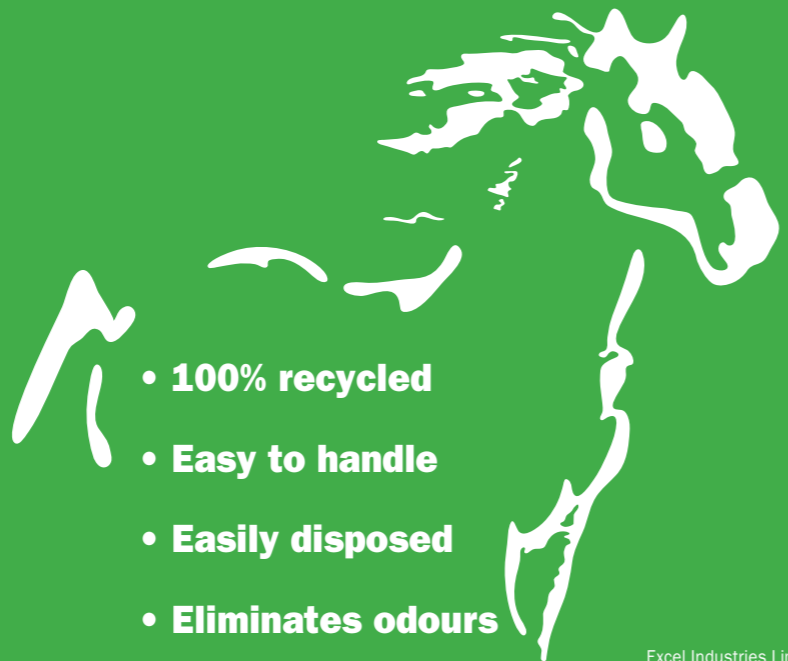 • 100% recycled
• Easy to handle
• Easily disposed
• Eliminates odours
Excel Industries